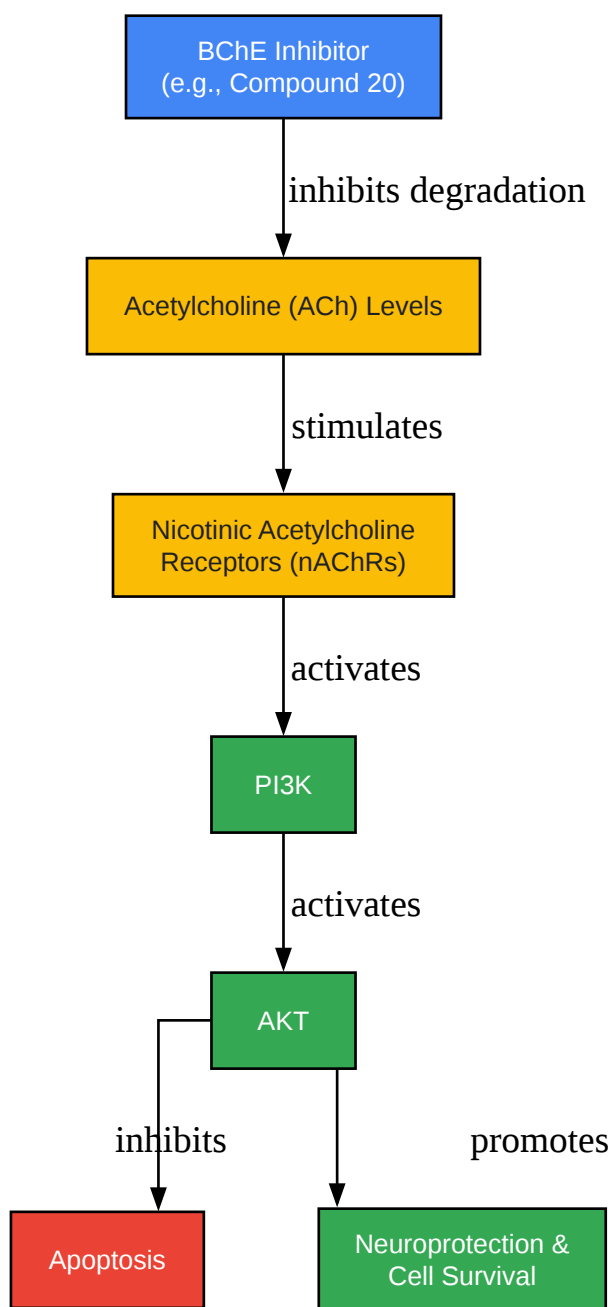 BChE Inhibitor
(e.g., Compound 20)
inhibits degradation
Acetylcholine (ACh) Levels
stimulates
Nicotinic Acetylcholine
Receptors (nAChRs)
activates
PI3K
activates
AKT
inhibits
promotes
Apoptosis
Neuroprotection &
Cell Survival